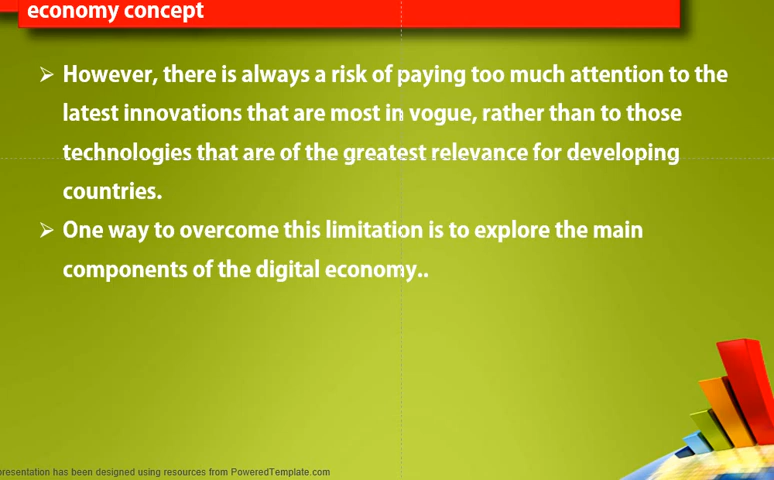 economy concept
➢ However, there is always a risk of paying too much attention to the
latest innovations that are most in vogue, rather than to those
technologies that are of the greatest relevance for developing
countries.
➢ One way to overcome this limitation is to explore the main
components of the digital economy..
presentation has been designed using resources from PoweredTemplate.com